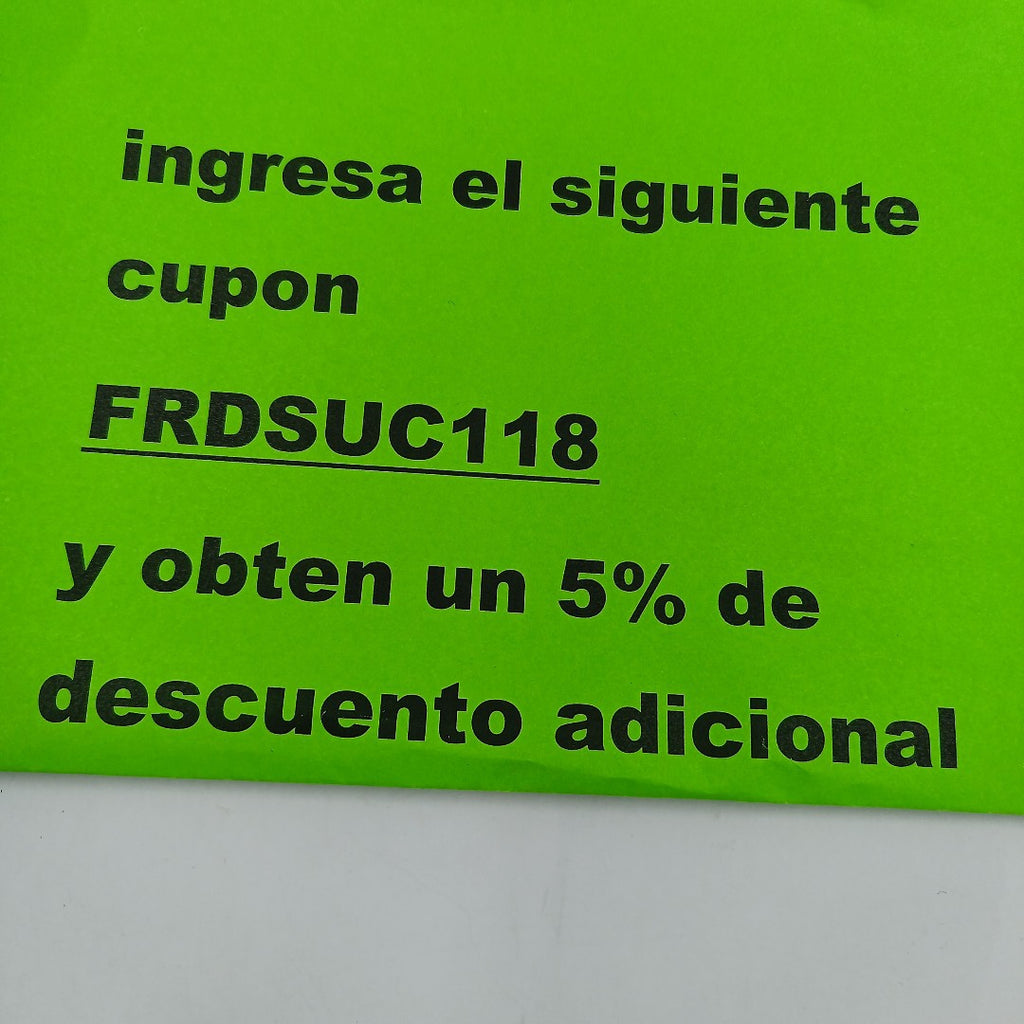 ingresa el siguiente
cupon
FRDSUC118
y obten un 5% de
descuento adicional